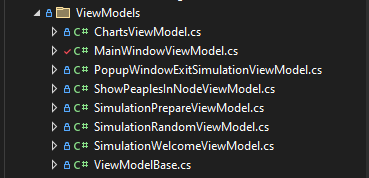 ViewModels
C# ChartsViewModel.cs
C# MainWindowViewModel.cs
C# PopupWindowExitSimulationViewModel.cs
C# ShowPeaplesInNodeViewModel.cs
C# SimulationPrepareViewModel.cs
C# SimulationRandomViewModel.cs
C# SimulationWelcomeViewModel.cs
C# ViewModelBase.cs